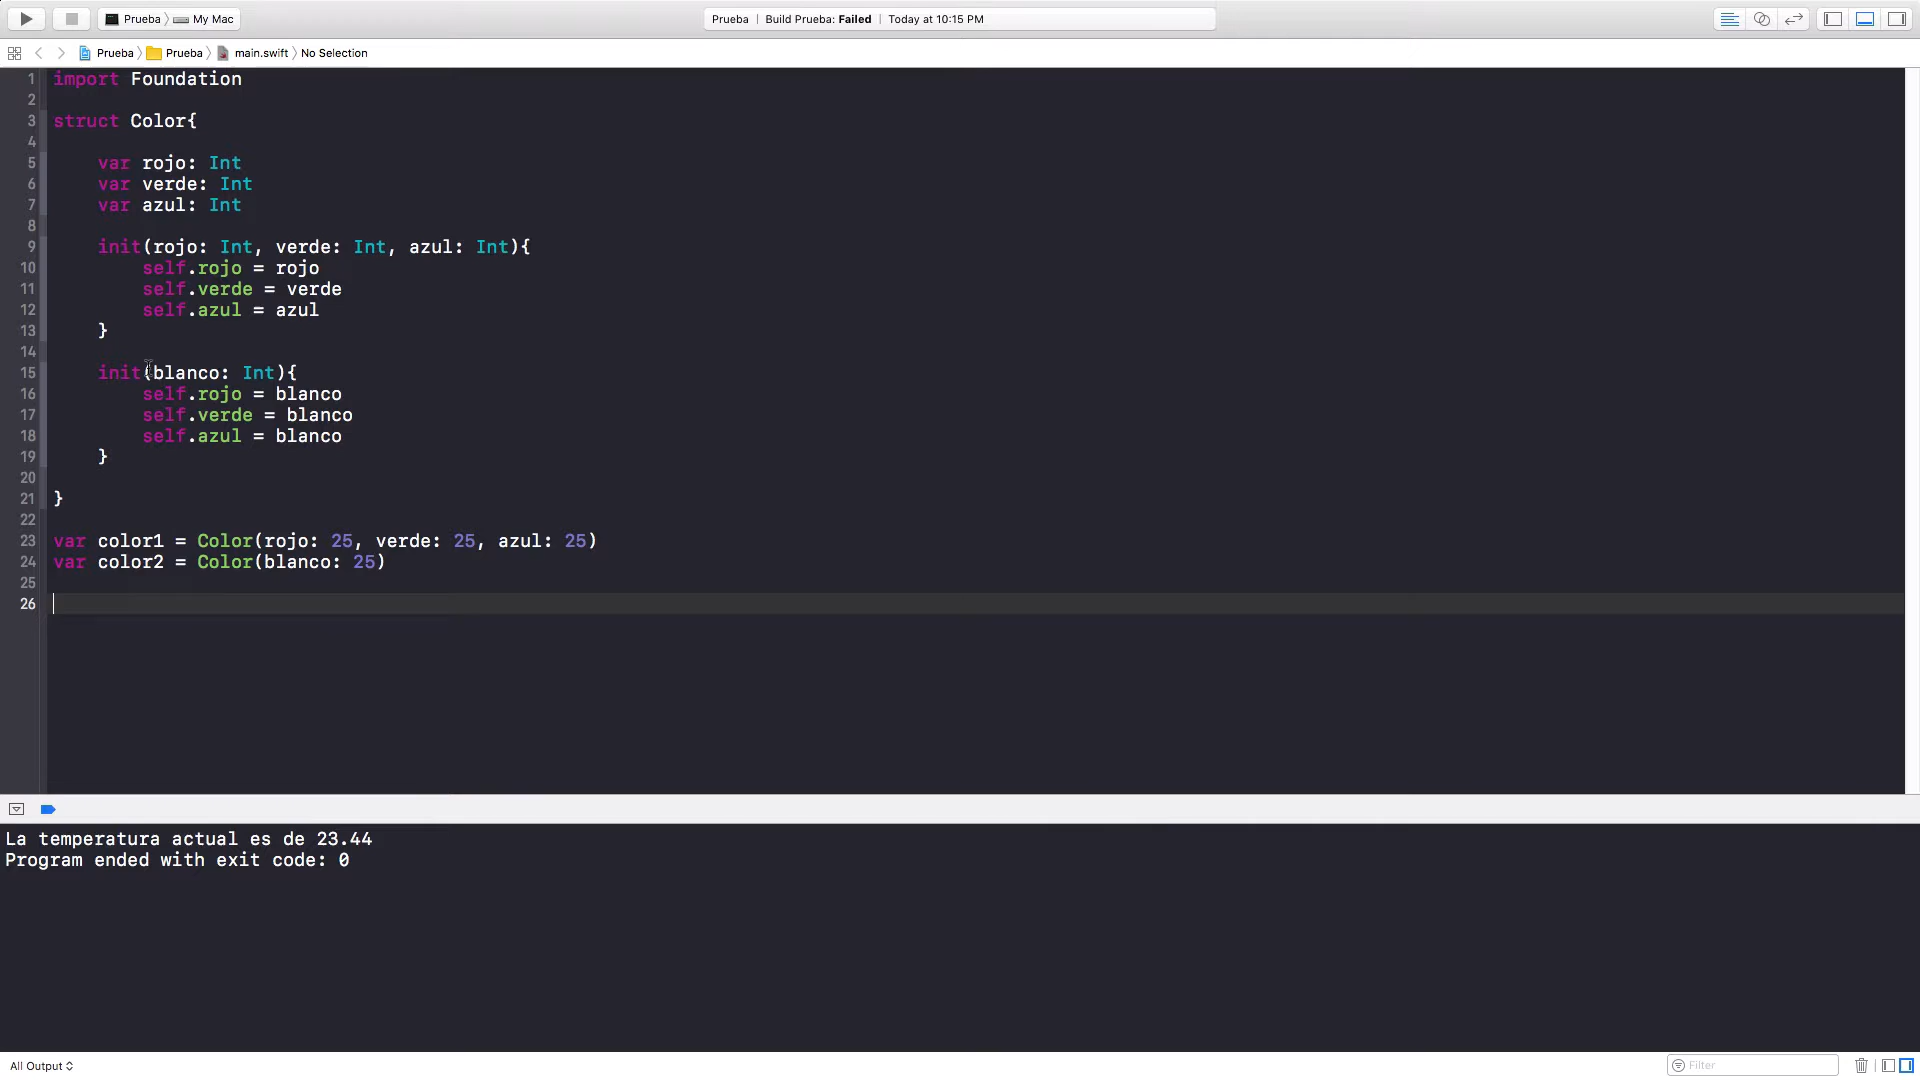 Prueba My Mac Prueba | Build Prueba: Failed | Today at 10:15 PM
Prueba Prueba main.swift No Selection
1 import Foundation
2
3 struct Color{
4
5 var rojo: Int
6 var verde: Int
7 var azul: Int
8
9 init(rojo: Int, verde: Int, azul: Int){
10 self.rojo = rojo
11 self.verde = verde
12 self.azul = azul
13 }
14
15 init(blanco: Int){
16 self.rojo = blanco
17 self.verde = blanco
18 self.azul = blanco
19 }
20
21 }
22
23 var color1 = Color(rojo: 25, verde: 25, azul: 25)
24 var color2 = Color(blanco: 25)
25
26
La temperatura actual es de 23.44
Program ended with exit code: 0
All Output Filter